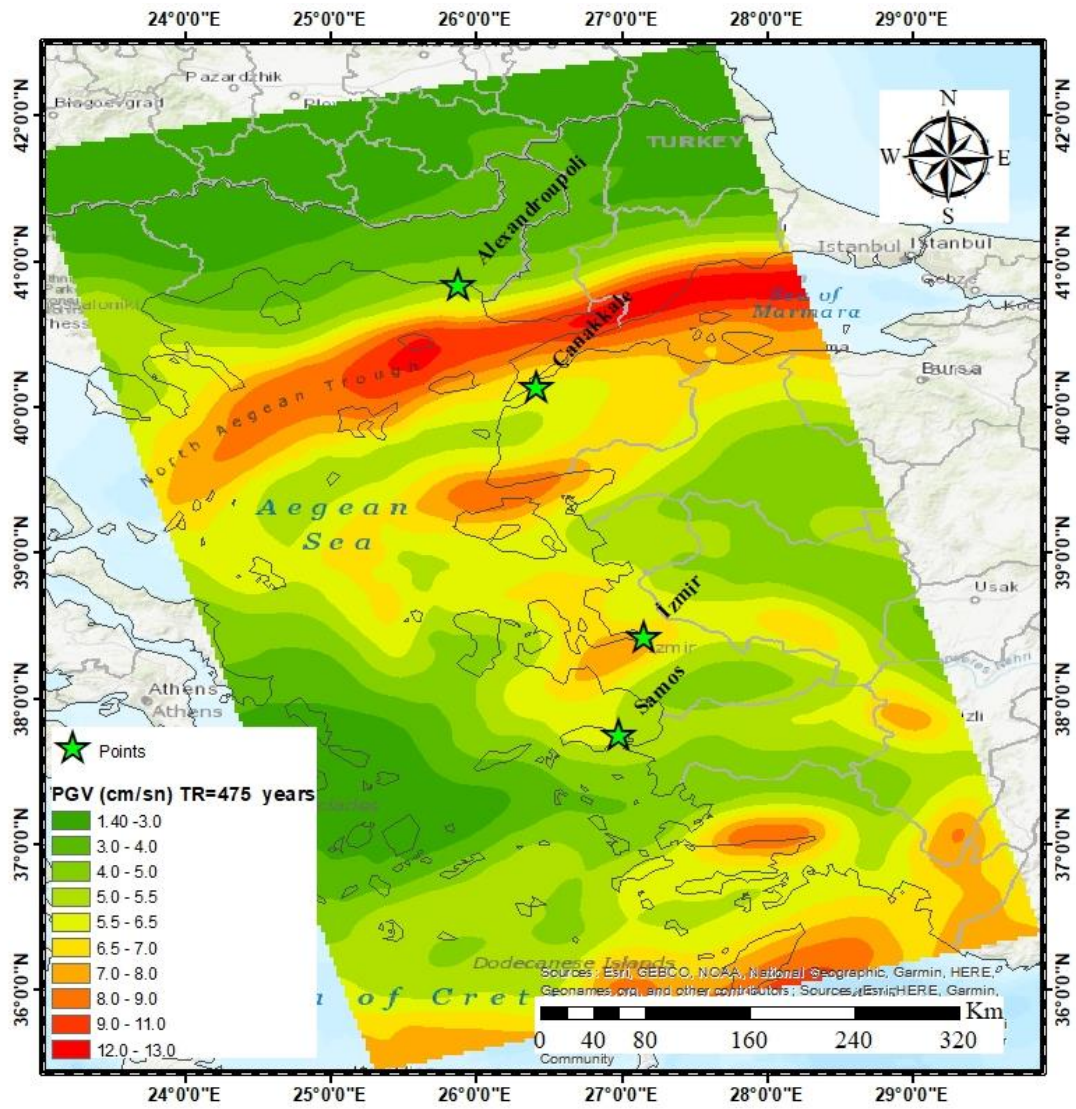 24°0'0"E 25°0'0"E 26°0'0"E 27°0'0"E 28°0'0"E 29°0'0"E
42°0'0"N
41°0'0"N
40°0'0"N
39°0'0"N
38°0'0"N
37°0'0"N
36°0'0"N
Pazardzhik
Blagoevgrad
TURKEY
N
W E
S
Alexandroupoli
Istanbul
Istanbul
Gebze
Sea of
Marmara
Canakkale
Bursa
North Aegean Trough
Aegean
Sea
Usak
İzmir
Izmir
Samos
Athens
Athens
Dodecanese Islands
of Cret
Points
PGV (cm/sn) TR=475 years
1.40 -3.0
3.0 - 4.0
4.0 - 5.0
5.0 - 5.5
5.5 - 6.5
6.5 - 7.0
7.0 - 8.0
8.0 - 9.0
9.0 - 11.0
12.0 - 13.0
Sources: Esri, GEBCO, NOAA, National Geographic, Garmin, HERE,
Geonames.org, and other contributors; Sources: Esri, HERE, Garmin,
Community
Km
0 40 80 160 240 320
42°0'0"N
41°0'0"N
40°0'0"N
39°0'0"N
38°0'0"N
37°0'0"N
36°0'0"N
24°0'0"E 25°0'0"E 26°0'0"E 27°0'0"E 28°0'0"E 29°0'0"E